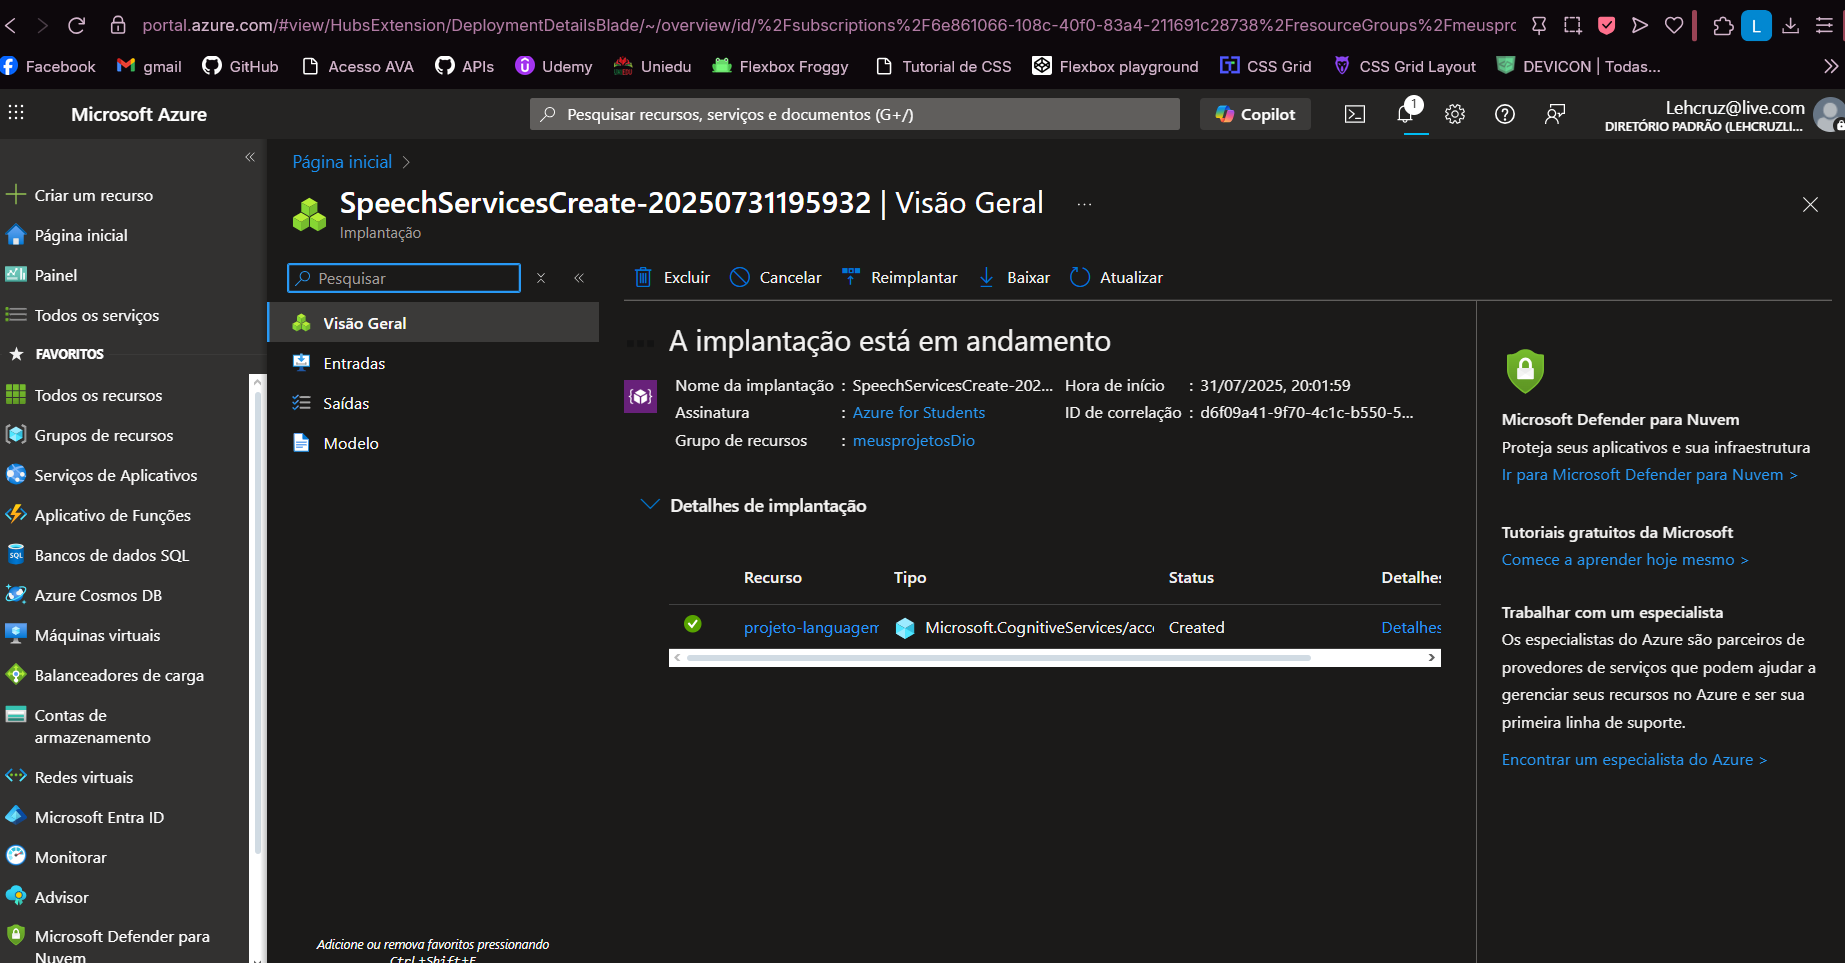 portal.azure.com/#view/HubsExtension/DeploymentDetailsBlade/~/overview/id/%2Fsubscriptions%2F6e861066-108c-40f0-83a4-211691c28738%2FresourceGroups%2Fmeuspro
L
Facebook gmail GitHub Acesso AVA APIs Udemy Uniedu Flexbox Froggy Tutorial de CSS Flexbox playground CSS Grid CSS Grid Layout DEVICON | Todas...
Microsoft Azure
Pesquisar recursos, serviços e documentos (G+/)
Copilot
1
Lehcruz@live.com
DIRETÓRIO PADRÃO (LEHCRUZLI...
Criar um recurso
Página inicial
Painel
Todos os serviços
FAVORITOS
Todos os recursos
Grupos de recursos
Serviços de Aplicativos
Aplicativo de Funções
Bancos de dados SQL
Azure Cosmos DB
Máquinas virtuais
Balanceadores de carga
Contas de
armazenamento
Redes virtuais
Microsoft Entra ID
Monitorar
Advisor
Microsoft Defender para
Nuvem
Página inicial >
SpeechServicesCreate-20250731195932 | Visão Geral ...
Implantação
Pesquisar
Visão Geral
Entradas
Saídas
Modelo
Adicione ou remova favoritos pressionando
Ctrl+Shift+F
Excluir Cancelar Reimplantar Baixar Atualizar
A implantação está em andamento
Nome da implantação : SpeechServicesCreate-202... Hora de início : 31/07/2025, 20:01:59
Assinatura : Azure for Students ID de correlação : d6f09a41-9f70-4c1c-b550-5...
Grupo de recursos : meusprojetosDio
Detalhes de implantação
Recurso Tipo Status Detalhes
projeto-languagem Microsoft.CognitiveServices/acco Created Detalhes
Microsoft Defender para Nuvem
Proteja seus aplicativos e sua infraestrutura
Ir para Microsoft Defender para Nuvem >
Tutoriais gratuitos da Microsoft
Comece a aprender hoje mesmo >
Trabalhar com um especialista
Os especialistas do Azure são parceiros de
provedores de serviços que podem ajudar a
gerenciar seus recursos no Azure e ser sua
primeira linha de suporte.
Encontrar um especialista do Azure >